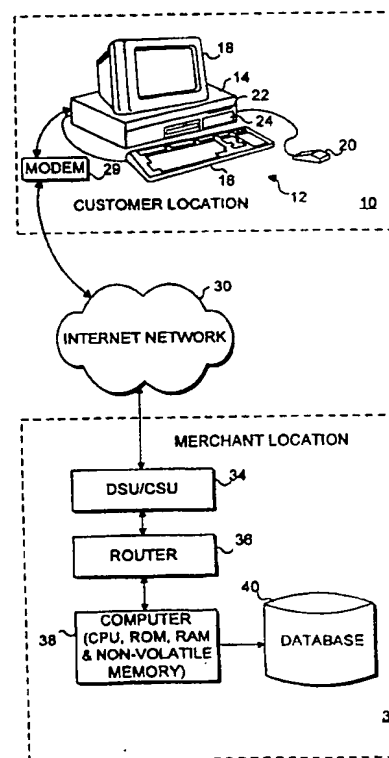 18
14
22
24
20
MODEM
29
18
12
CUSTOMER LOCATION
10
30
INTERNET NETWORK
MERCHANT LOCATION
DSU/CSU
34
ROUTER
36
40
COMPUTER
(CPU, ROM, RAM
& NON-VOLATILE
MEMORY)
38
DATABASE